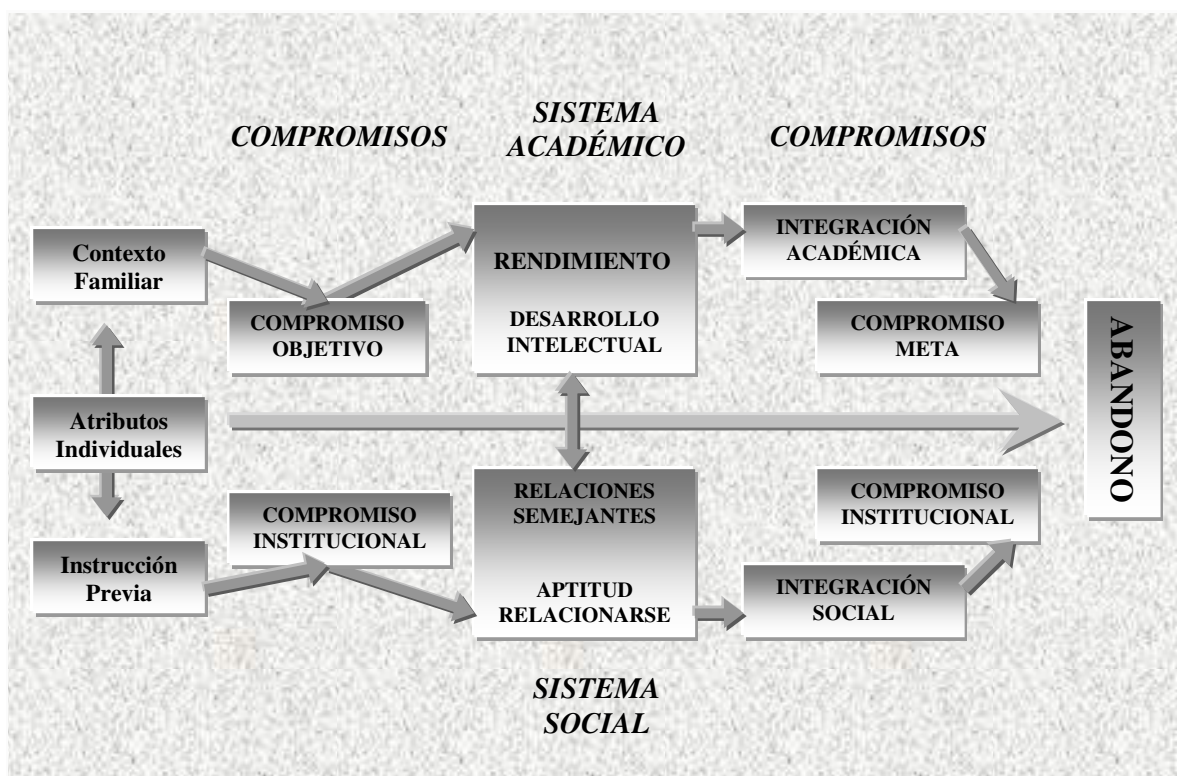 COMPROMISOS
SISTEMA
ACADÉMICO
COMPROMISOS
Contexto
Familiar
Atributos
Individuales
Instrucción
Previa
COMPROMISO
OBJETIVO
COMPROMISO
INSTITUCIONAL
RENDIMIENTO
DESARROLLO
INTELECTUAL
RELACIONES
SEMEJANTES
APTITUD
RELACIONARSE
INTEGRACIÓN
ACADÉMICA
COMPROMISO
META
COMPROMISO
INSTITUCIONAL
INTEGRACIÓN
SOCIAL
ABANDONO
SISTEMA
SOCIAL